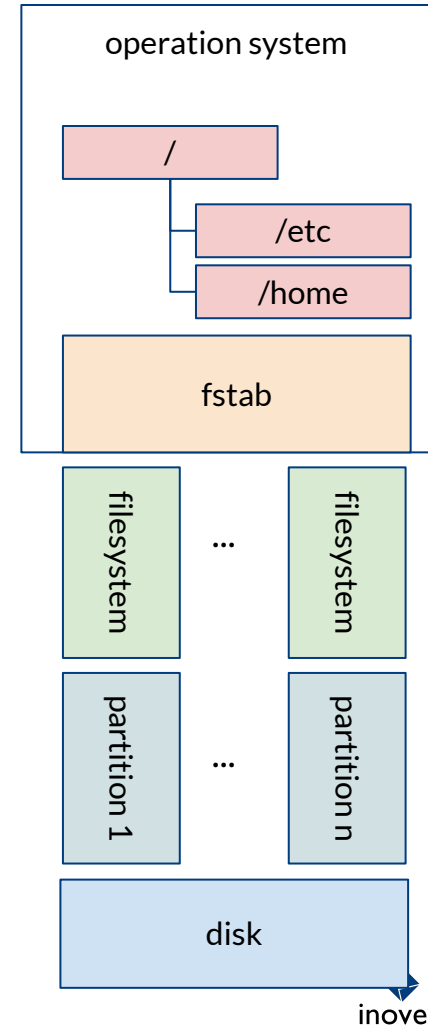 operation system
/
/etc
/home
fstab
filesystem
...
filesystem
partition 1
...
partition n
disk
inove